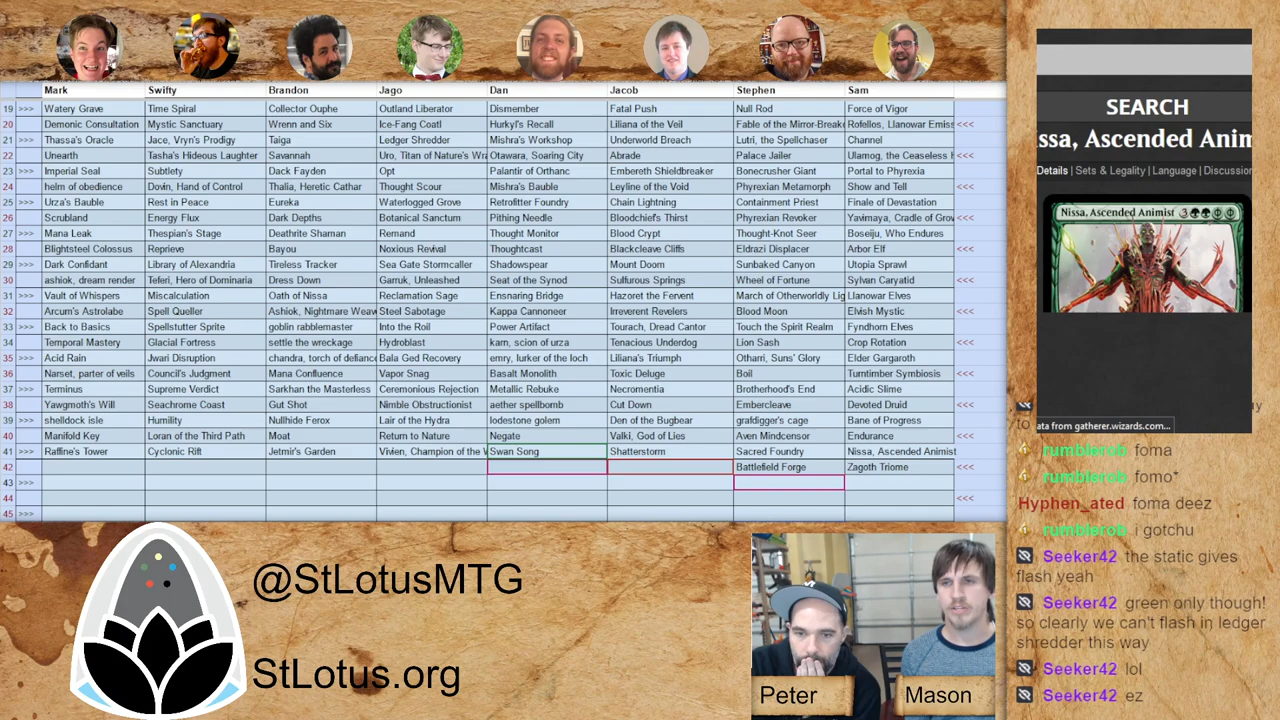 Mark Swifty Brandon Jago Dan Jacob Stephen Sam
19 >>> Watery Grave Time Spiral Collector Ouphe Outland Liberator Dismember Fatal Push Null Rod Force of Vigor
20 Demonic Consultation Mystic Sanctuary Wrenn and Six Ice-Fang Coatl Hurkyl's Recall Liliana of the Veil Fable of the Mirror-Breake Rofellos, Llanowar Emiss <<<
21 >>> Thassa's Oracle Jace, Vryn's Prodigy Taiga Ledger Shredder Mishra's Workshop Underworld Breach Lutri, the Spellchaser Channel
22 Unearth Tasha's Hideous Laughter Savannah Uro, Titan of Nature's Wra Otawara, Soaring City Abrade Palace Jailer Ulamog, the Ceaseless H <<<
23 >>> Imperial Seal Subtlety Dack Fayden Opt Palantir of Orthanc Embereth Shieldbreaker Bonecrusher Giant Portal to Phyrexia
24 helm of obedience Dovin, Hand of Control Thalia, Heretic Cathar Thought Scour Mishra's Bauble Leyline of the Void Phyrexian Metamorph Show and Tell <<<
25 >>> Urza's Bauble Rest in Peace Eureka Waterlogged Grove Retrofitter Foundry Chain Lightning Containment Priest Finale of Devastation
26 Scrubland Energy Flux Dark Depths Botanical Sanctum Pithing Needle Bloodchief's Thirst Phyrexian Revoker Yavimaya, Cradle of Grov <<<
27 >>> Mana Leak Thespian's Stage Deathrite Shaman Remand Thought Monitor Blood Crypt Thought-Knot Seer Boseiju, Who Endures
28 Blightsteel Colossus Reprieve Bayou Noxious Revival Thoughtcast Blackcleave Cliffs Eldrazi Displacer Arbor Elf <<<
29 >>> Dark Confidant Library of Alexandria Tireless Tracker Sea Gate Stormcaller Shadowspear Mount Doom Sunbaked Canyon Utopia Sprawl
30 ashiok, dream render Teferi, Hero of Dominaria Dress Down Garruk, Unleashed Seat of the Synod Sulfurous Springs Wheel of Fortune Sylvan Caryatid <<<
31 >>> Vault of Whispers Miscalculation Oath of Nissa Reclamation Sage Ensnaring Bridge Hazoret the Fervent March of Otherworldly Lig Llanowar Elves
32 Arcum's Astrolabe Spell Queller Ashiok, Nightmare Weav Steel Sabotage Kappa Cannoneer Irreverent Revelers Blood Moon Elvish Mystic <<<
33 >>> Back to Basics Spellstutter Sprite goblin rabblemaster Into the Roil Power Artifact Tourach, Dread Cantor Touch the Spirit Realm Fyndhorn Elves
34 Temporal Mastery Glacial Fortress settle the wreckage Hydroblast karn, scion of urza Tenacious Underdog Lion Sash Crop Rotation <<<
35 >>> Acid Rain Jwari Disruption chandra, torch of defiance Bala Ged Recovery emry, lurker of the loch Liliana's Triumph Otharri, Suns' Glory Elder Gargaroth
36 Narset, parter of veils Council's Judgment Mana Confluence Vapor Snag Basalt Monolith Toxic Deluge Boil Turntimber Symbiosis <<<
37 >>> Terminus Supreme Verdict Sarkhan the Masterless Ceremonious Rejection Metallic Rebuke Necromentia Brotherhood's End Acidic Slime
38 Yawgmoth's Will Seachrome Coast Gut Shot Nimble Obstructionist aether spellbomb Cut Down Embercleave Devoted Druid <<<
39 >>> shelldock isle Humility Nullhide Ferox Lair of the Hydra lodestone golem Den of the Bugbear grafdigger's cage Bane of Progress
40 Manifold Key Loran of the Third Path Moat Return to Nature Negate Valki, God of Lies Aven Mindcensor Endurance <<<
41 >>> Raffine's Tower Cyclonic Rift Jetmir's Garden Vivien, Champion of the W Swan Song Shatterstorm Sacred Foundry Nissa, Ascended Animist
42 Battlefield Forge Zagoth Triome <<<
43 >>>
44 <<<
45 >>>
@StLotusMTG
StLotus.org
Peter Mason
SEARCH
ssa, Ascended Anim
Details | Sets & Legality | Language | Discussion
Nissa, Ascended Animist 3
ata from gatherer.wizards.com...
to
rumblerob foma
rumblerob fomo*
Hyphen_ated foma deez
rumblerob i gotchu
Seeker42 the static gives
flash yeah
Seeker42 green only though!
so clearly we can't flash in ledger
shredder this way
Seeker42 lol
Seeker42 ez